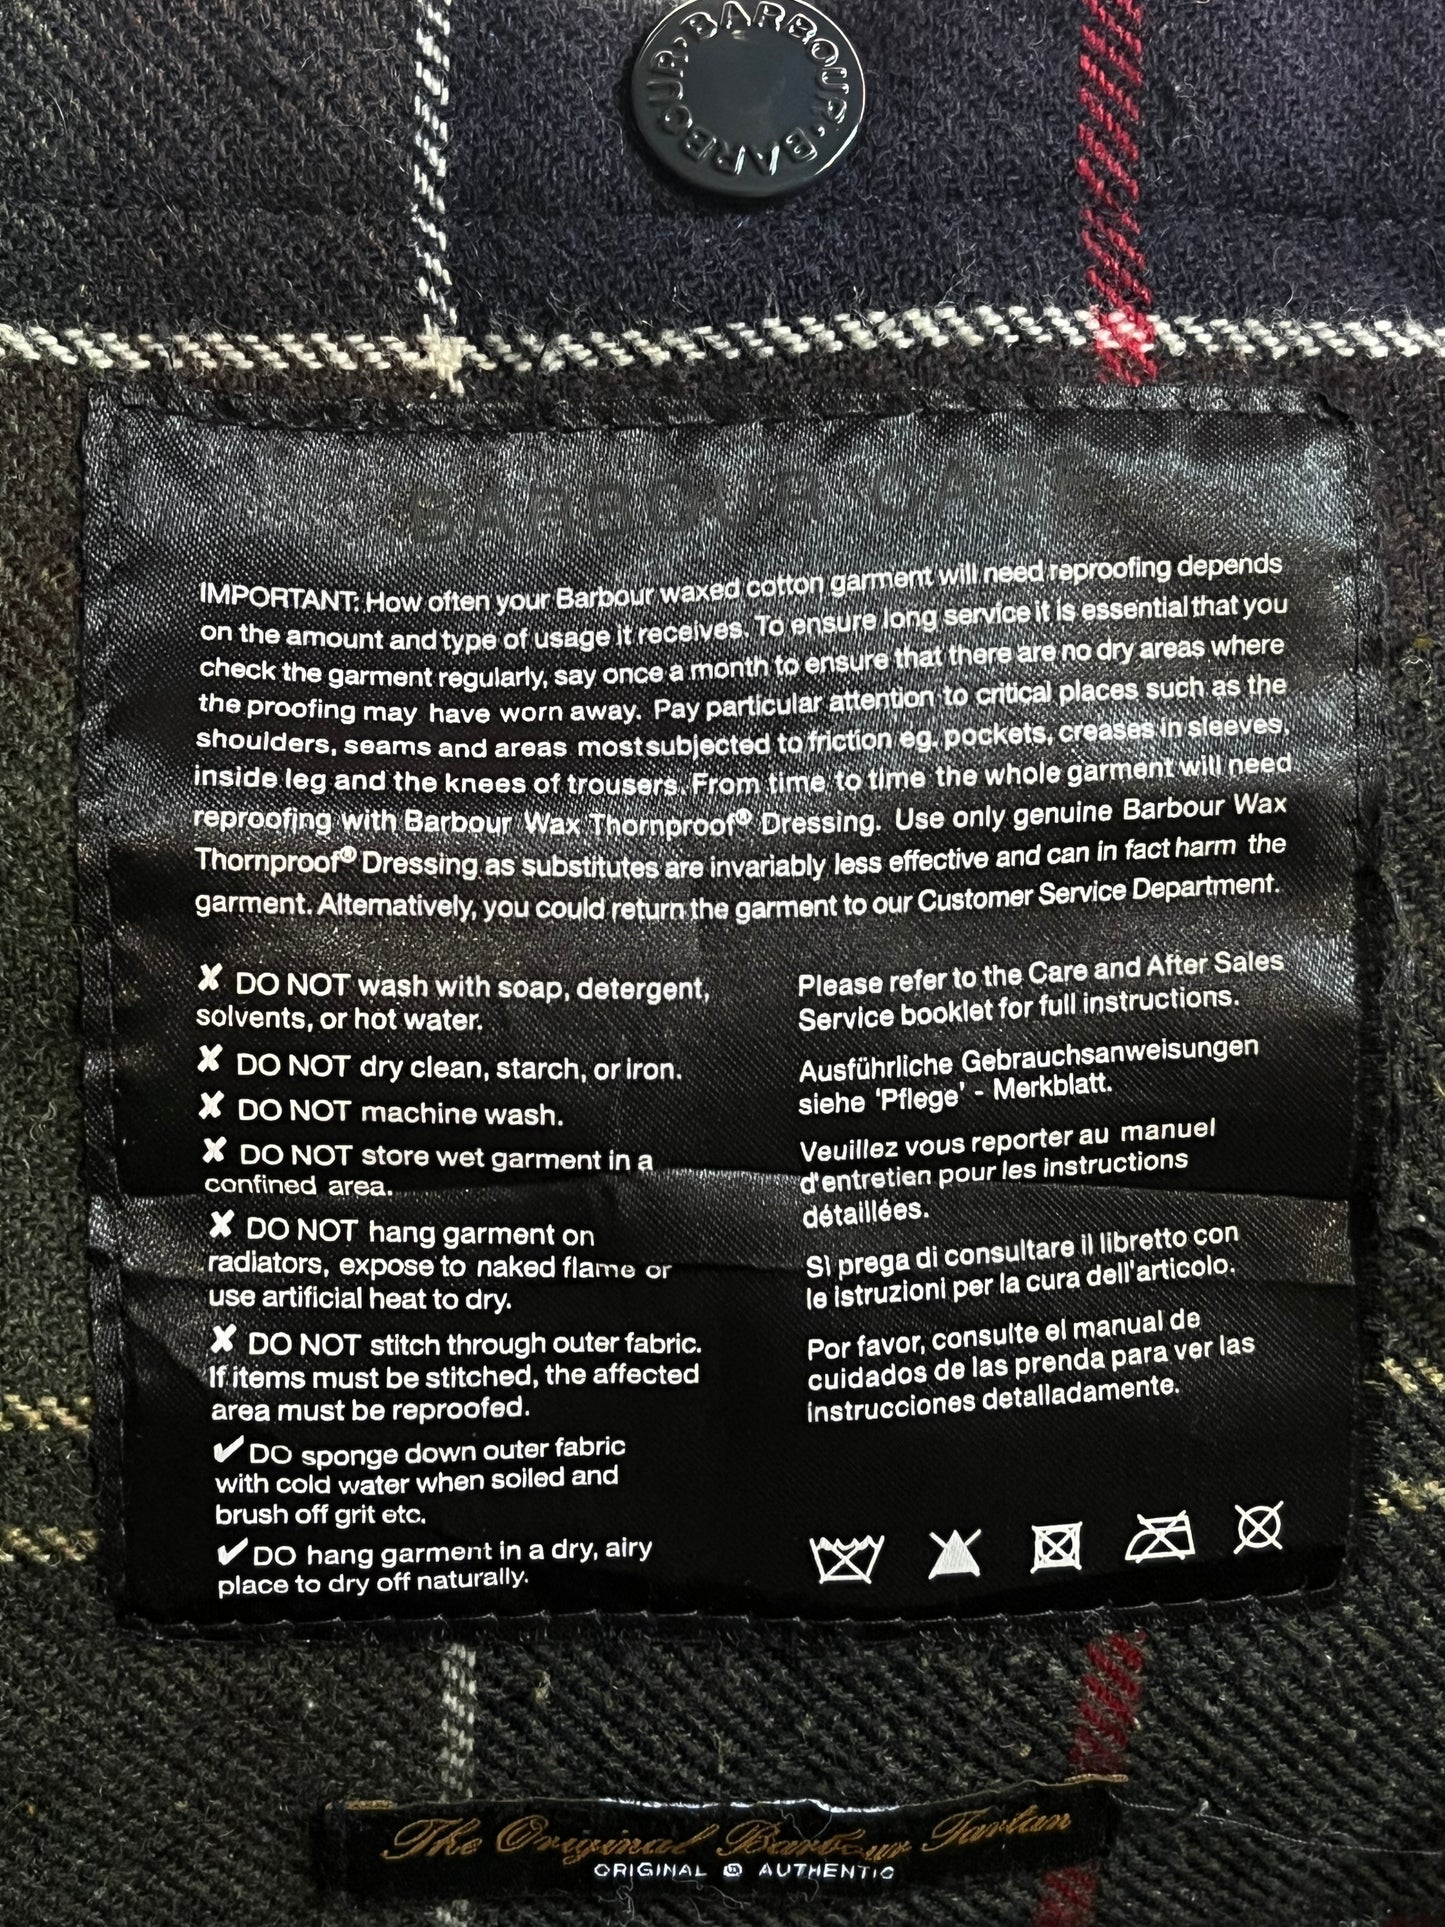 BARBOUR · BARBOUR ·
BARBOUR CARE
IMPORTANT: How often your Barbour waxed cotton garment will need reproofing depends
on the amount and type of usage it receives. To ensure long service it is essential that you
check the garment regularly, say once a month to ensure that there are no dry areas where
the proofing may have worn away. Pay particular attention to critical places such as the
shoulders, seams and areas most subjected to friction eg. pockets, creases in sleeves,
inside leg and the knees of trousers. From time to time the whole garment will need
reproofing with Barbour Wax Thornproof® Dressing. Use only genuine Barbour Wax
Thornproof® Dressing as substitutes are invariably less effective and can in fact harm the
garment. Alternatively, you could return the garment to our Customer Service Department.
✘ DO NOT wash with soap, detergent,
solvents, or hot water.
✘ DO NOT dry clean, starch, or iron.
✘ DO NOT machine wash.
✘ DO NOT store wet garment in a
confined area.
✘ DO NOT hang garment on
radiators, expose to naked flame or
use artificial heat to dry.
✘ DO NOT stitch through outer fabric.
If items must be stitched, the affected
area must be reproofed.
✔ DO sponge down outer fabric
with cold water when soiled and
brush off grit etc.
✔ DO hang garment in a dry, airy
place to dry off naturally.
Please refer to the Care and After Sales
Service booklet for full instructions.
Ausführliche Gebrauchsanweisungen
siehe 'Pflege' - Merkblatt.
Veuillez vous reporter au manuel
d'entretien pour les instructions
détaillées.
Si prega di consultare il libretto con
le istruzioni per la cura dell'articolo.
Por favor, consulte el manual de
cuidados de las prenda para ver las
instrucciones detalladamente.
The Original Barbour Tartan
ORIGINAL AUTHENTIC